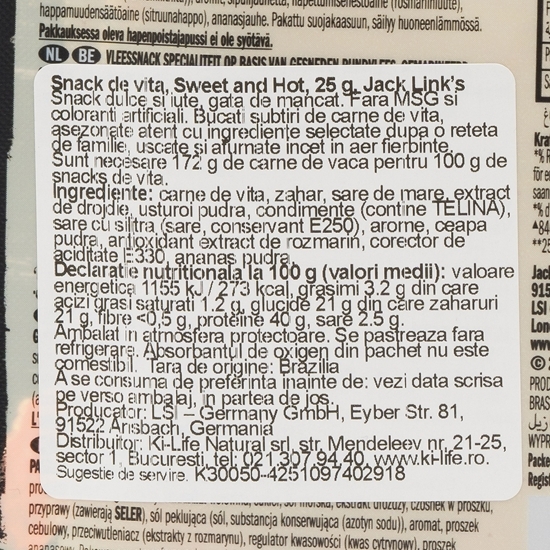 happamuudensäätöaine (sitruunahappo), ananasjauhe. Pakattu suojakaasuun, säilyy huoneenlämmössä.
Pakkauksessa oleva hapenpoistajapussi ei ole syötävä.
NL BE VLEESSNACK SPECIALITEIT OP BASIS VAN GESNEDEN
Snack de vita, Sweet and Hot, 25 g, Jack Link's
Snack dulce si iute, gata de mancat. Fara MSG si
coloranti artificiali. Bucati subtiri de carne de vita,
asezonate atent cu ingrediente selectate dupa o reteta
de familie, uscate si afumate incet in aer fierbinte.
Sunt necesare 172 g de carne de vaca pentru 100 g de
snacks de vita.
Ingrediente: carne de vita, zahar, sare de mare, extract
de drojdie, usturoi pudra, condimente (contine TELINA),
sare cu silitra (sare, conservant E250), arome, ceapa
pudra, antioxidant extract de rozmarin, corector de
aciditate E330, ananas pudra.
Declaratie nutritionala la 100 g (valori medii): valoare
energetica 1155 kJ / 273 kcal, grasimi 3.2 g din care
acizi grasi saturati 1.2 g, glucide 21 g din care zaharuri
21 g, fibre <0,5 g, proteine 40 g, sare 2.5 g.
Ambalat in atmosfera protectoare. Se pastreaza fara
refrigerare. Absorbantul de oxigen din pachet nu este
comestibil. Tara de origine: Brazilia
A se consuma de preferinta inainte de: vezi data scrisa
pe verso ambalaj, in partea de jos.
Producator: LSI – Germany GmbH, Eyber Str. 81,
91522 Ansbach, Germania
Distribuitor: Ki-Life Natural srl, str. Mendeleev nr. 21-25,
sector 1, Bucuresti, tel: 021.307.94.40, www.ki-life.ro.
Sugestie de servire. K30050-4251097402918
przyprawy (zawierają SELER), sól peklująca (sól, substancja konserwująca (azotyn sodu)), aromat, proszek
cebulowy, przeciwutleniacz (ekstrakty z rozmarynu), regulator kwasowości (kwas cytrynowy), proszek